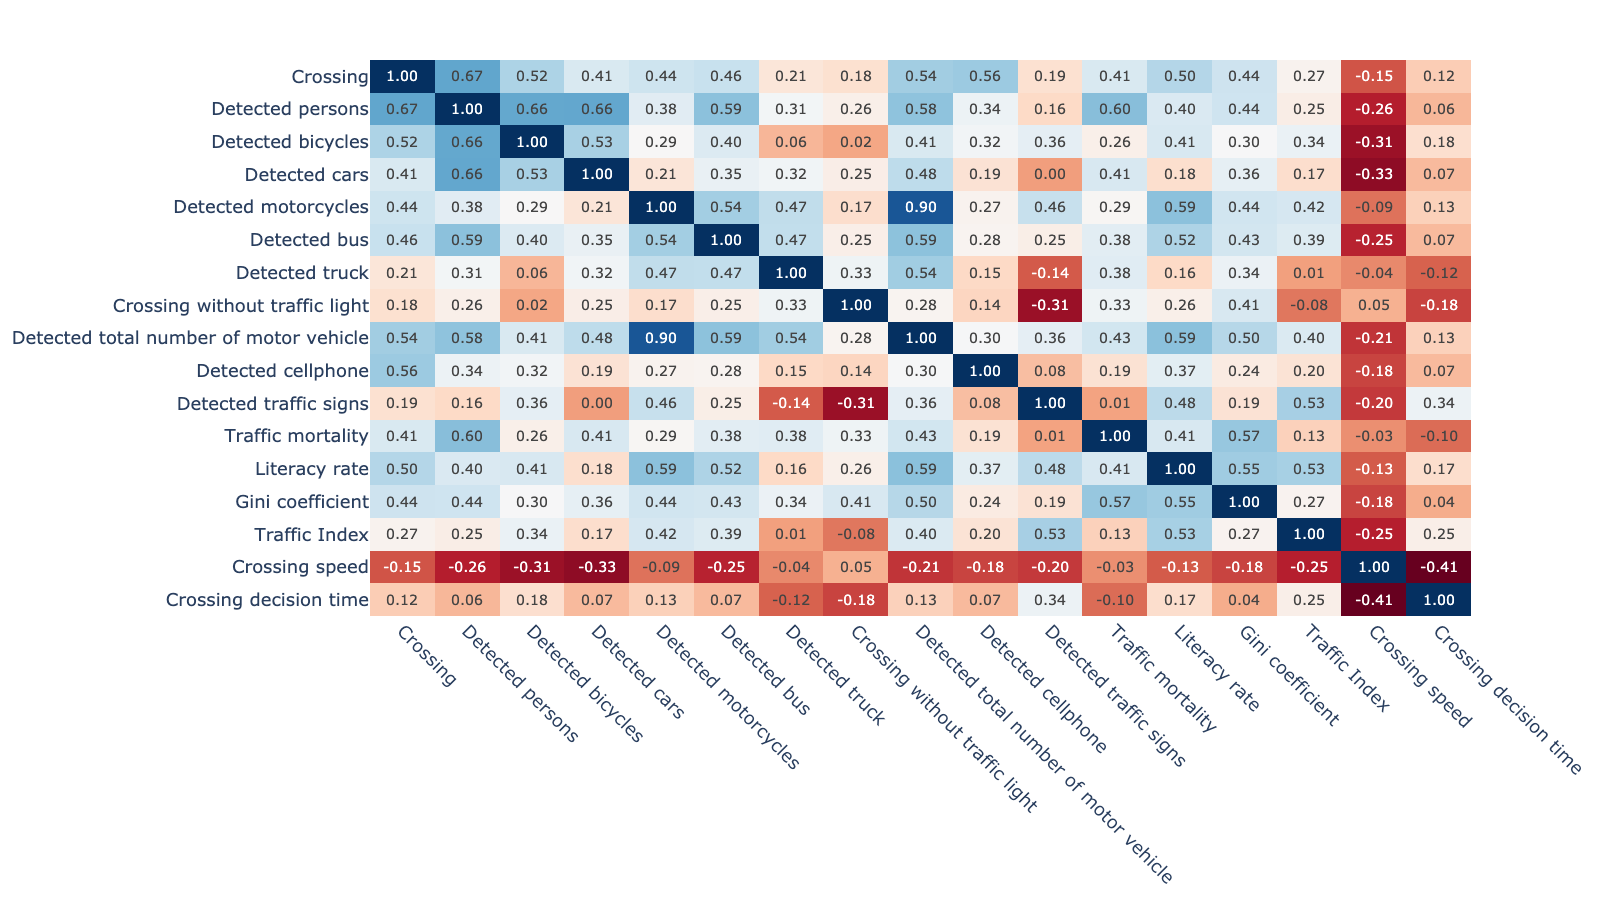 Crossing 1.00 0.67 0.52 0.41 0.44 0.46 0.21 0.18 0.54 0.56 0.19 0.41 0.50 0.44 0.27 -0.15 0.12
Detected persons 0.67 1.00 0.66 0.66 0.38 0.59 0.31 0.26 0.58 0.34 0.16 0.60 0.40 0.44 0.25 -0.26 0.06
Detected bicycles 0.52 0.66 1.00 0.53 0.29 0.40 0.06 0.02 0.41 0.32 0.36 0.26 0.41 0.30 0.34 -0.31 0.18
Detected cars 0.41 0.66 0.53 1.00 0.21 0.35 0.32 0.25 0.48 0.19 0.00 0.41 0.18 0.36 0.17 -0.33 0.07
Detected motorcycles 0.44 0.38 0.29 0.21 1.00 0.54 0.47 0.17 0.90 0.27 0.46 0.29 0.59 0.44 0.42 -0.09 0.13
Detected bus 0.46 0.59 0.40 0.35 0.54 1.00 0.47 0.25 0.59 0.28 0.25 0.38 0.52 0.43 0.39 -0.25 0.07
Detected truck 0.21 0.31 0.06 0.32 0.47 0.47 1.00 0.33 0.54 0.15 -0.14 0.38 0.16 0.34 0.01 -0.04 -0.12
Crossing without traffic light 0.18 0.26 0.02 0.25 0.17 0.25 0.33 1.00 0.28 0.14 -0.31 0.33 0.26 0.41 -0.08 0.05 -0.18
Detected total number of motor vehicle 0.54 0.58 0.41 0.48 0.90 0.59 0.54 0.28 1.00 0.30 0.36 0.43 0.59 0.50 0.40 -0.21 0.13
Detected cellphone 0.56 0.34 0.32 0.19 0.27 0.28 0.15 0.14 0.30 1.00 0.08 0.19 0.37 0.24 0.20 -0.18 0.07
Detected traffic signs 0.19 0.16 0.36 0.00 0.46 0.25 -0.14 -0.31 0.36 0.08 1.00 0.01 0.48 0.19 0.53 -0.20 0.34
Traffic mortality 0.41 0.60 0.26 0.41 0.29 0.38 0.38 0.33 0.43 0.19 0.01 1.00 0.41 0.57 0.13 -0.03 -0.10
Literacy rate 0.50 0.40 0.41 0.18 0.59 0.52 0.16 0.26 0.59 0.37 0.48 0.41 1.00 0.55 0.53 -0.13 0.17
Gini coefficient 0.44 0.44 0.30 0.36 0.44 0.43 0.34 0.41 0.50 0.24 0.19 0.57 0.55 1.00 0.27 -0.18 0.04
Traffic Index 0.27 0.25 0.34 0.17 0.42 0.39 0.01 -0.08 0.40 0.20 0.53 0.13 0.53 0.27 1.00 -0.25 0.25
Crossing speed -0.15 -0.26 -0.31 -0.33 -0.09 -0.25 -0.04 0.05 -0.21 -0.18 -0.20 -0.03 -0.13 -0.18 -0.25 1.00 -0.41
Crossing decision time 0.12 0.06 0.18 0.07 0.13 0.07 -0.12 -0.18 0.13 0.07 0.34 -0.10 0.17 0.04 0.25 -0.41 1.00
Crossing
Detected persons
Detected bicycles
Detected cars
Detected motorcycles
Detected bus
Detected truck
Crossing without traffic light
Detected total number of motor vehicle
Detected cellphone
Detected traffic signs
Traffic mortality
Literacy rate
Gini coefficient
Traffic Index
Crossing speed
Crossing decision time